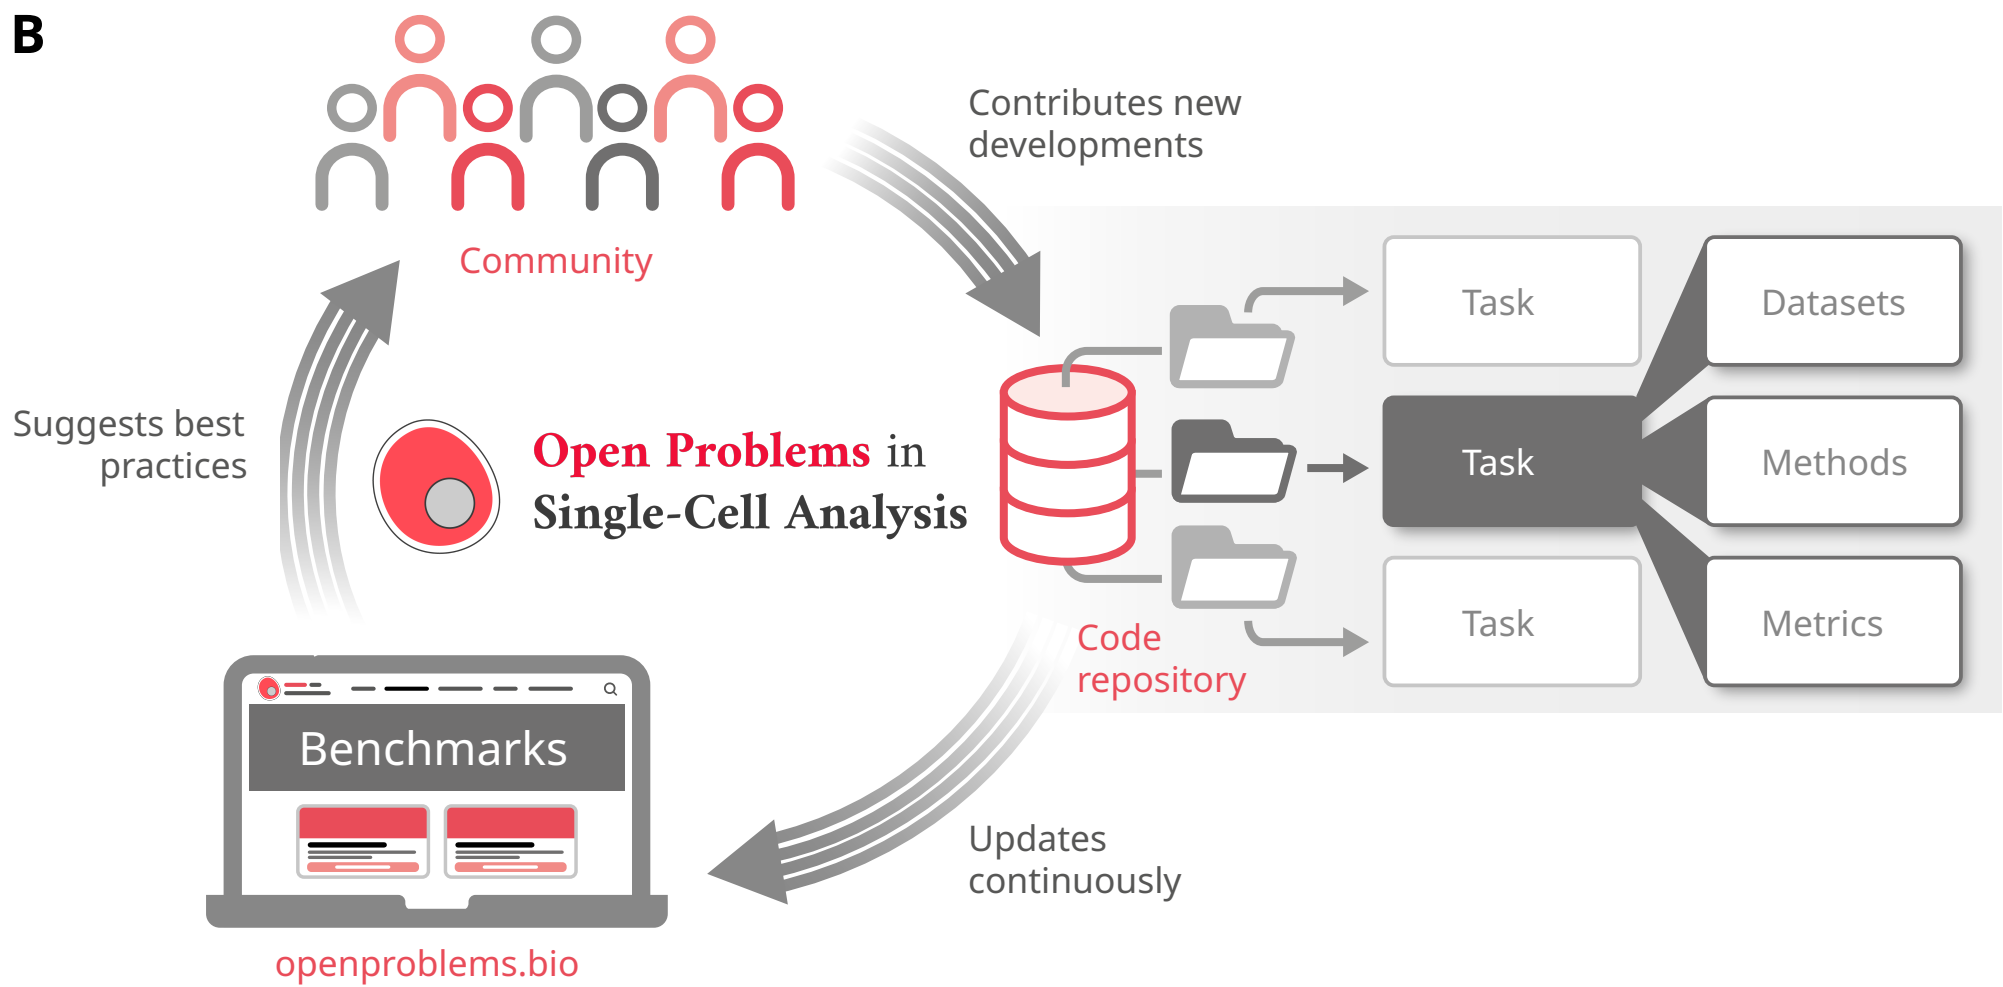 B
Contributes new
developments
Community
Task
Datasets
Suggests best
practices
Open Problems in
Single-Cell Analysis
Task
Methods
Task
Metrics
Code
repository
Benchmarks
Updates
continuously
openproblems.bio